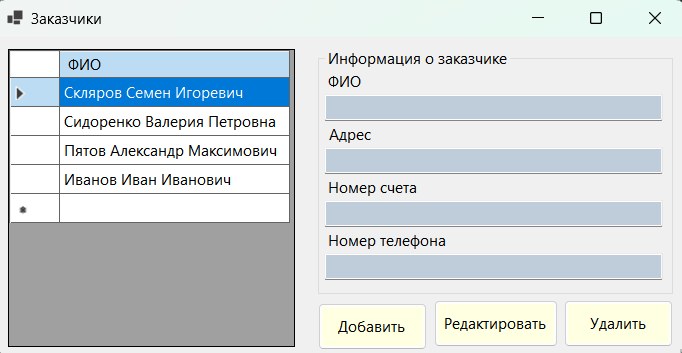 Заказчики
ФИО
Скляров Семен Игоревич
Сидоренко Валерия Петровна
Пятов Александр Максимович
Иванов Иван Иванович
Информация о заказчике
ФИО
Адрес
Номер счета
Номер телефона
Добавить
Редактировать
Удалить